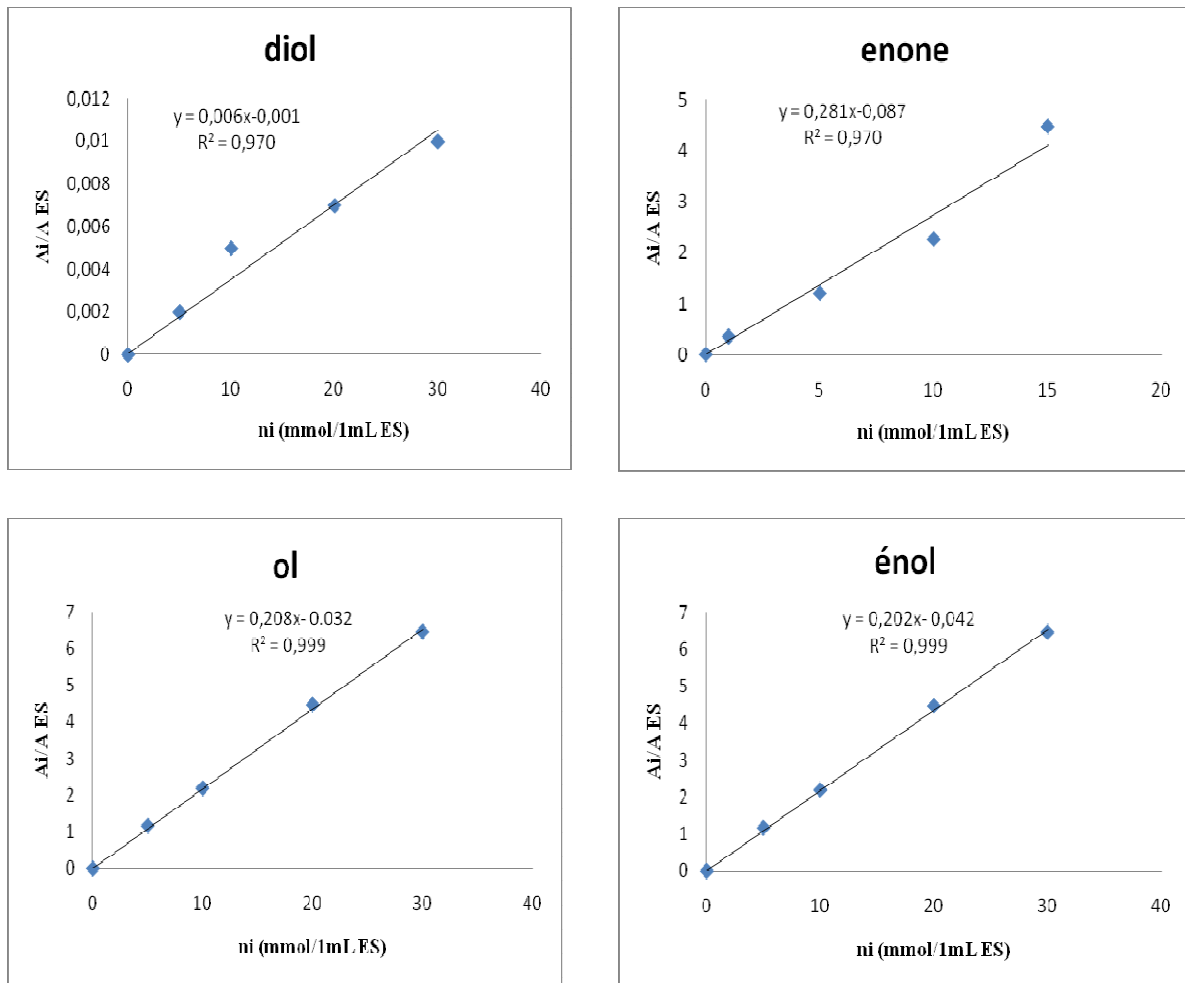 diol
y = 0,006x-0,001
R² = 0,970
0,012
0,01
0,008
0,006
0,004
0,002
0
0 10 20 30 40
Ai/A ES
ni (mmol/1mL ES)
enone
y = 0,281x-0,087
R² = 0,970
5
4
3
2
1
0
0 5 10 15 20
Ai/A ES
ni (mmol/1mL ES)
ol
y = 0,208x- 0.032
R² = 0,999
7
6
5
4
3
2
1
0
0 10 20 30 40
Ai/A ES
ni (mmol/1mL ES)
énol
y = 0,202x- 0,042
R² = 0,999
7
6
5
4
3
2
1
0
0 10 20 30 40
Ai/A ES
ni (mmol/1mL ES)